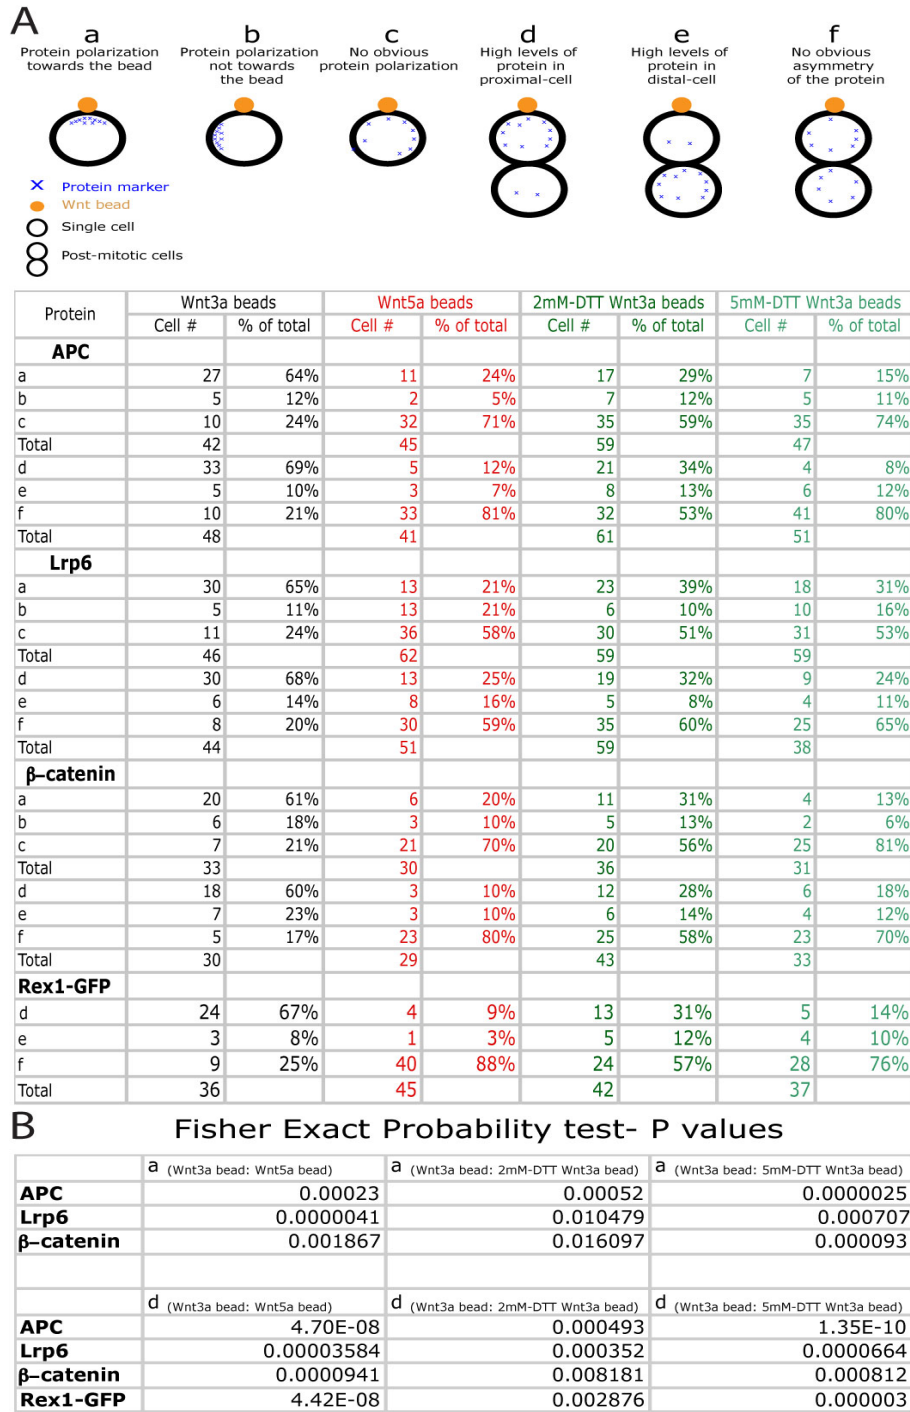 A
a b c d e f
Protein polarization towards the bead
Protein polarization not towards the bead
No obvious protein polarization
High levels of protein in proximal-cell
High levels of protein in distal-cell
No obvious asymmetry of the protein
Protein marker
Wnt bead
Single cell
Post-mitotic cells
Protein Wnt3a beads Wnt5a beads 2mM-DTT Wnt3a beads 5mM-DTT Wnt3a beads
Cell # % of total Cell # % of total Cell # % of total Cell # % of total
APC
a 27 64% 11 24% 17 29% 7 15%
b 5 12% 2 5% 7 12% 5 11%
c 10 24% 32 71% 35 59% 35 74%
Total 42 45 59 47
d 33 69% 5 12% 21 34% 4 8%
e 5 10% 3 7% 8 13% 6 12%
f 10 21% 33 81% 32 53% 41 80%
Total 48 41 61 51
Lrp6
a 30 65% 13 21% 23 39% 18 31%
b 5 11% 13 21% 6 10% 10 16%
c 11 24% 36 58% 30 51% 31 53%
Total 46 62 59 59
d 30 68% 13 25% 19 32% 9 24%
e 6 14% 8 16% 5 8% 4 11%
f 8 20% 30 59% 35 60% 25 65%
Total 44 51 59 38
β–catenin
a 20 61% 6 20% 11 31% 4 13%
b 6 18% 3 10% 5 13% 2 6%
c 7 21% 21 70% 20 56% 25 81%
Total 33 30 36 31
d 18 60% 3 10% 12 28% 6 18%
e 7 23% 3 10% 6 14% 4 12%
f 5 17% 23 80% 25 58% 23 70%
Total 30 29 43 33
Rex1-GFP
d 24 67% 4 9% 13 31% 5 14%
e 3 8% 1 3% 5 12% 4 10%
f 9 25% 40 88% 24 57% 28 76%
Total 36 45 42 37
B Fisher Exact Probability test- P values
a (Wnt3a bead: Wnt5a bead) a (Wnt3a bead: 2mM-DTT Wnt3a bead) a (Wnt3a bead: 5mM-DTT Wnt3a bead)
APC 0.00023 0.00052 0.0000025
Lrp6 0.0000041 0.010479 0.000707
β–catenin 0.001867 0.016097 0.000093
d (Wnt3a bead: Wnt5a bead) d (Wnt3a bead: 2mM-DTT Wnt3a bead) d (Wnt3a bead: 5mM-DTT Wnt3a bead)
APC 4.70E-08 0.000493 1.35E-10
Lrp6 0.00003584 0.000352 0.0000664
β–catenin 0.0000941 0.008181 0.000812
Rex1-GFP 4.42E-08 0.002876 0.000003